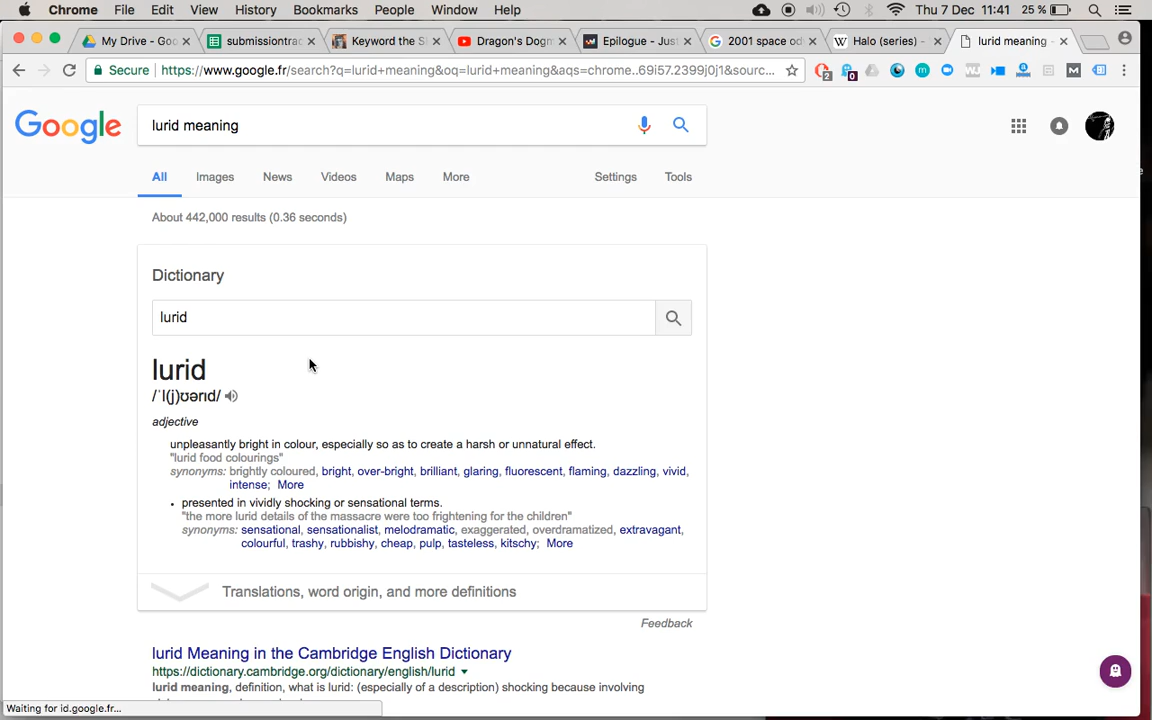 Chrome File Edit View History Bookmarks People Window Help Thu 7 Dec 11:41 25 %
My Drive - Goo submissiontrac Keyword the S Dragon's Dogm Epilogue - Just 2001 space od Halo (series) - lurid meaning -
Secure https://www.google.fr/search?q=lurid+meaning&oq=lurid+meaning&aqs=chrome..69i57.2399j0j1&sourc...
2 0
Google lurid meaning
All Images News Videos Maps More Settings Tools
About 442,000 results (0.36 seconds)
Dictionary
lurid
lurid
/ˈl(j)ʊərɪd/
adjective
unpleasantly bright in colour, especially so as to create a harsh or unnatural effect.
"lurid food colourings"
synonyms: brightly coloured, bright, over-bright, brilliant, glaring, fluorescent, flaming, dazzling, vivid,
intense; More
• presented in vividly shocking or sensational terms.
"the more lurid details of the massacre were too frightening for the children"
synonyms: sensational, sensationalist, melodramatic, exaggerated, overdramatized, extravagant,
colourful, trashy, rubbishy, cheap, pulp, tasteless, kitschy; More
Translations, word origin, and more definitions
Feedback
lurid Meaning in the Cambridge English Dictionary
https://dictionary.cambridge.org/dictionary/english/lurid
lurid meaning, definition, what is lurid: (especially of a description) shocking because involving
Waiting for id.google.fr...